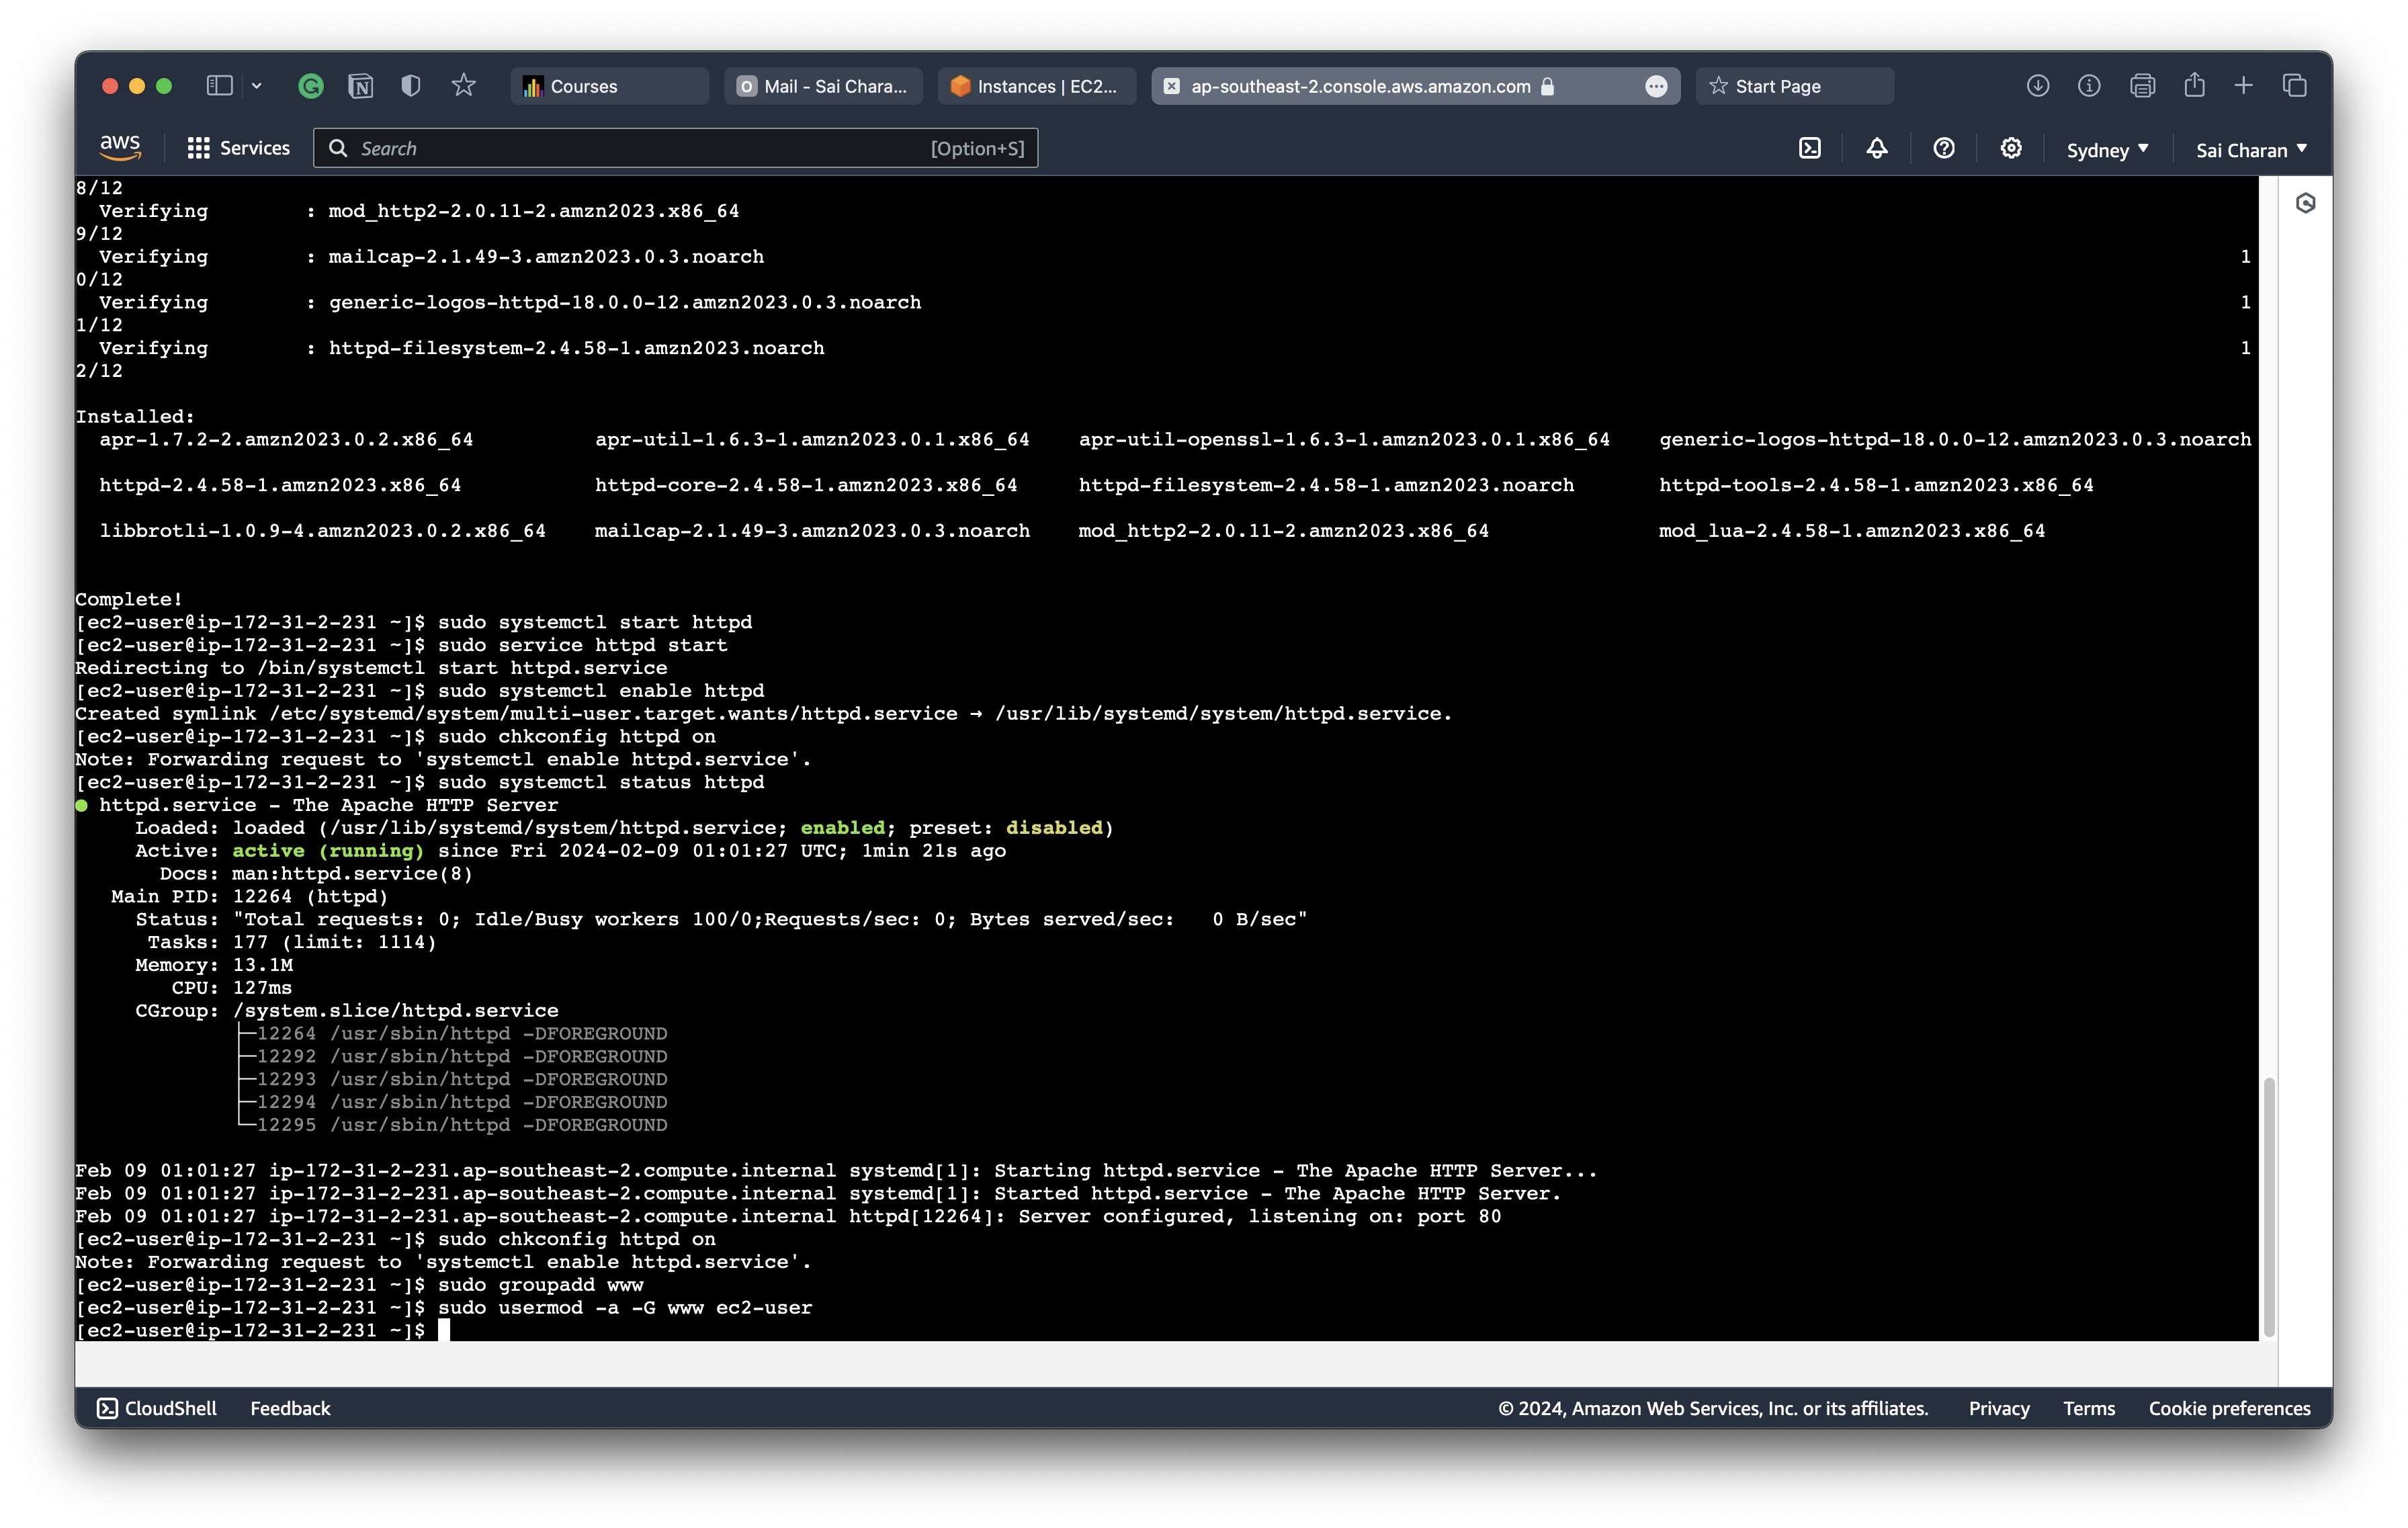 Courses
Mail - Sai Chara...
Instances | EC2...
ap-southeast-2.console.aws.amazon.com
Start Page
aws
Services
Search
[Option+S]
Sydney
Sai Charan
8/12
Verifying : mod_http2-2.0.11-2.amzn2023.x86_64
9/12
Verifying : mailcap-2.1.49-3.amzn2023.0.3.noarch 1
0/12
Verifying : generic-logos-httpd-18.0.0-12.amzn2023.0.3.noarch 1
1/12
Verifying : httpd-filesystem-2.4.58-1.amzn2023.noarch 1
2/12
Installed:
apr-1.7.2-2.amzn2023.0.2.x86_64 apr-util-1.6.3-1.amzn2023.0.1.x86_64 apr-util-openssl-1.6.3-1.amzn2023.0.1.x86_64 generic-logos-httpd-18.0.0-12.amzn2023.0.3.noarch
httpd-2.4.58-1.amzn2023.x86_64 httpd-core-2.4.58-1.amzn2023.x86_64 httpd-filesystem-2.4.58-1.amzn2023.noarch httpd-tools-2.4.58-1.amzn2023.x86_64
libbrotli-1.0.9-4.amzn2023.0.2.x86_64 mailcap-2.1.49-3.amzn2023.0.3.noarch mod_http2-2.0.11-2.amzn2023.x86_64 mod_lua-2.4.58-1.amzn2023.x86_64
Complete!
[ec2-user@ip-172-31-2-231 ~]$ sudo systemctl start httpd
[ec2-user@ip-172-31-2-231 ~]$ sudo service httpd start
Redirecting to /bin/systemctl start httpd.service
[ec2-user@ip-172-31-2-231 ~]$ sudo systemctl enable httpd
Created symlink /etc/systemd/system/multi-user.target.wants/httpd.service → /usr/lib/systemd/system/httpd.service.
[ec2-user@ip-172-31-2-231 ~]$ sudo chkconfig httpd on
Note: Forwarding request to 'systemctl enable httpd.service'.
[ec2-user@ip-172-31-2-231 ~]$ sudo systemctl status httpd
● httpd.service - The Apache HTTP Server
Loaded: loaded (/usr/lib/systemd/system/httpd.service; enabled; preset: disabled)
Active: active (running) since Fri 2024-02-09 01:01:27 UTC; 1min 21s ago
Docs: man:httpd.service(8)
Main PID: 12264 (httpd)
Status: "Total requests: 0; Idle/Busy workers 100/0;Requests/sec: 0; Bytes served/sec: 0 B/sec"
Tasks: 177 (limit: 1114)
Memory: 13.1M
CPU: 127ms
CGroup: /system.slice/httpd.service
├─12264 /usr/sbin/httpd -DFOREGROUND
├─12292 /usr/sbin/httpd -DFOREGROUND
├─12293 /usr/sbin/httpd -DFOREGROUND
├─12294 /usr/sbin/httpd -DFOREGROUND
└─12295 /usr/sbin/httpd -DFOREGROUND
Feb 09 01:01:27 ip-172-31-2-231.ap-southeast-2.compute.internal systemd[1]: Starting httpd.service - The Apache HTTP Server...
Feb 09 01:01:27 ip-172-31-2-231.ap-southeast-2.compute.internal systemd[1]: Started httpd.service - The Apache HTTP Server.
Feb 09 01:01:27 ip-172-31-2-231.ap-southeast-2.compute.internal httpd[12264]: Server configured, listening on: port 80
[ec2-user@ip-172-31-2-231 ~]$ sudo chkconfig httpd on
Note: Forwarding request to 'systemctl enable httpd.service'.
[ec2-user@ip-172-31-2-231 ~]$ sudo groupadd www
[ec2-user@ip-172-31-2-231 ~]$ sudo usermod -a -G www ec2-user
[ec2-user@ip-172-31-2-231 ~]$
CloudShell
Feedback
© 2024, Amazon Web Services, Inc. or its affiliates.
Privacy
Terms
Cookie preferences